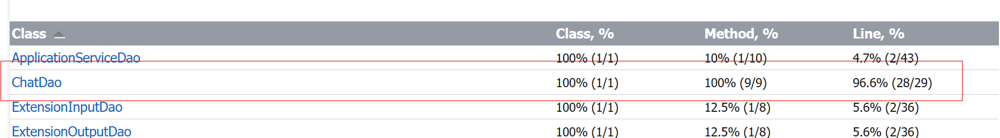 Class Class, % Method, % Line, %
ApplicationServiceDao 100% (1/1) 10% (1/10) 4.7% (2/43)
ChatDao 100% (1/1) 100% (9/9) 96.6% (28/29)
ExtensionInputDao 100% (1/1) 12.5% (1/8) 5.6% (2/36)
ExtensionOutputDao 100% (1/1) 12.5% (1/8) 5.6% (2/36)